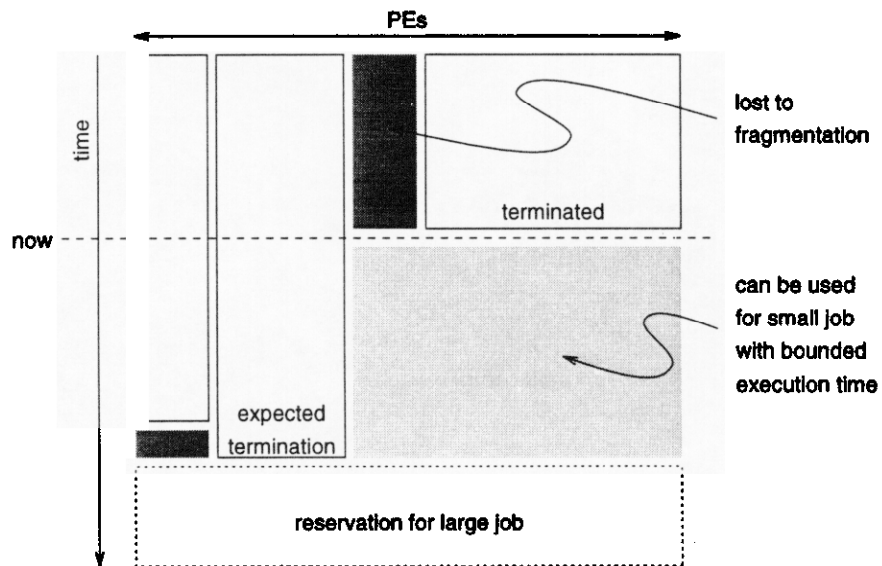 PEs
time
lost to
fragmentation
terminated
now
can be used
for small job
with bounded
execution time
expected
termination
reservation for large job